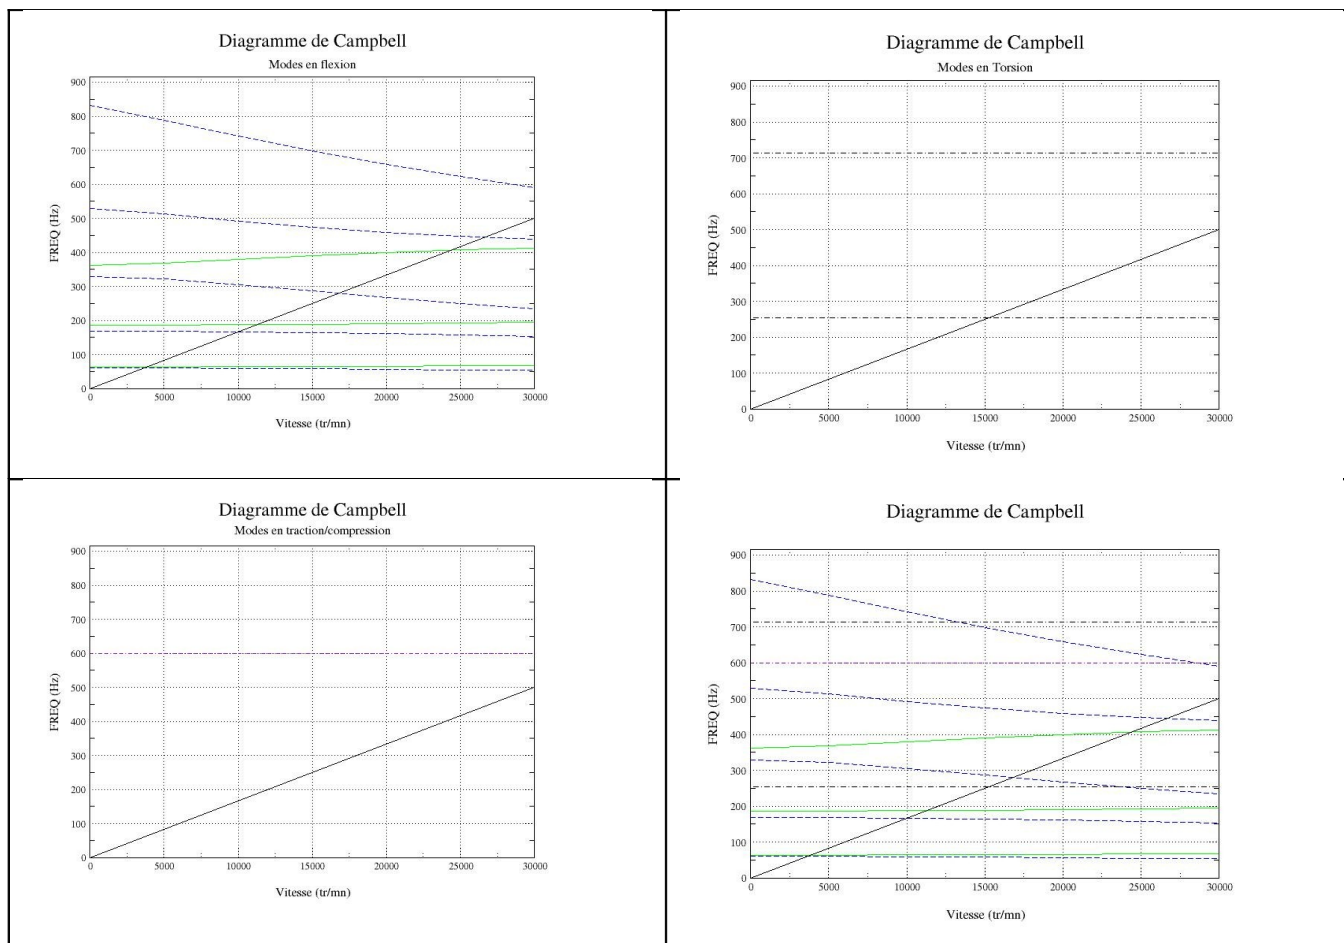 Diagramme de Campbell
Modes en flexion
900
800
700
600
500
400
300
200
100
0
FREQ (Hz)
0 5000 10000 15000 20000 25000 30000
Vitesse (tr/mn)
Diagramme de Campbell
Modes en Torsion
900
800
700
600
500
400
300
200
100
0
FREQ (Hz)
0 5000 10000 15000 20000 25000 30000
Vitesse (tr/mn)
Diagramme de Campbell
Modes en traction/compression
900
800
700
600
500
400
300
200
100
0
FREQ (Hz)
0 5000 10000 15000 20000 25000 30000
Vitesse (tr/mn)
Diagramme de Campbell
900
800
700
600
500
400
300
200
100
0
FREQ (Hz)
0 5000 10000 15000 20000 25000 30000
Vitesse (tr/mn)